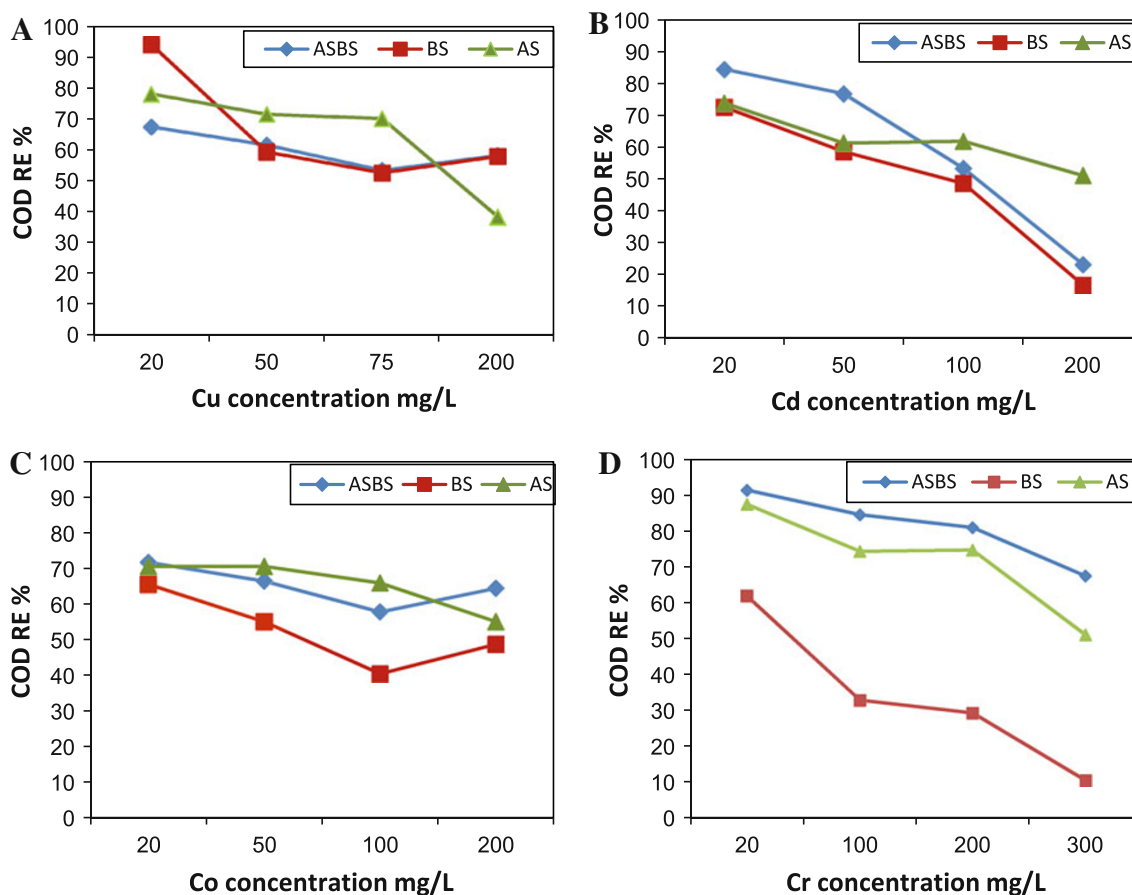 A
ASBS BS AS
100
90
80
70
60
50
40
30
20
10
0
COD RE %
20 50 75 200
Cu concentration mg/L
B
ASBS BS AS
100
90
80
70
60
50
40
30
20
10
0
COD RE %
20 50 100 200
Cd concentration mg/L
C
ASBS BS AS
100
90
80
70
60
50
40
30
20
10
0
COD RE %
20 50 100 200
Co concentration mg/L
D
ASBS BS AS
100
90
80
70
60
50
40
30
20
10
0
COD RE %
20 100 200 300
Cr concentration mg/L